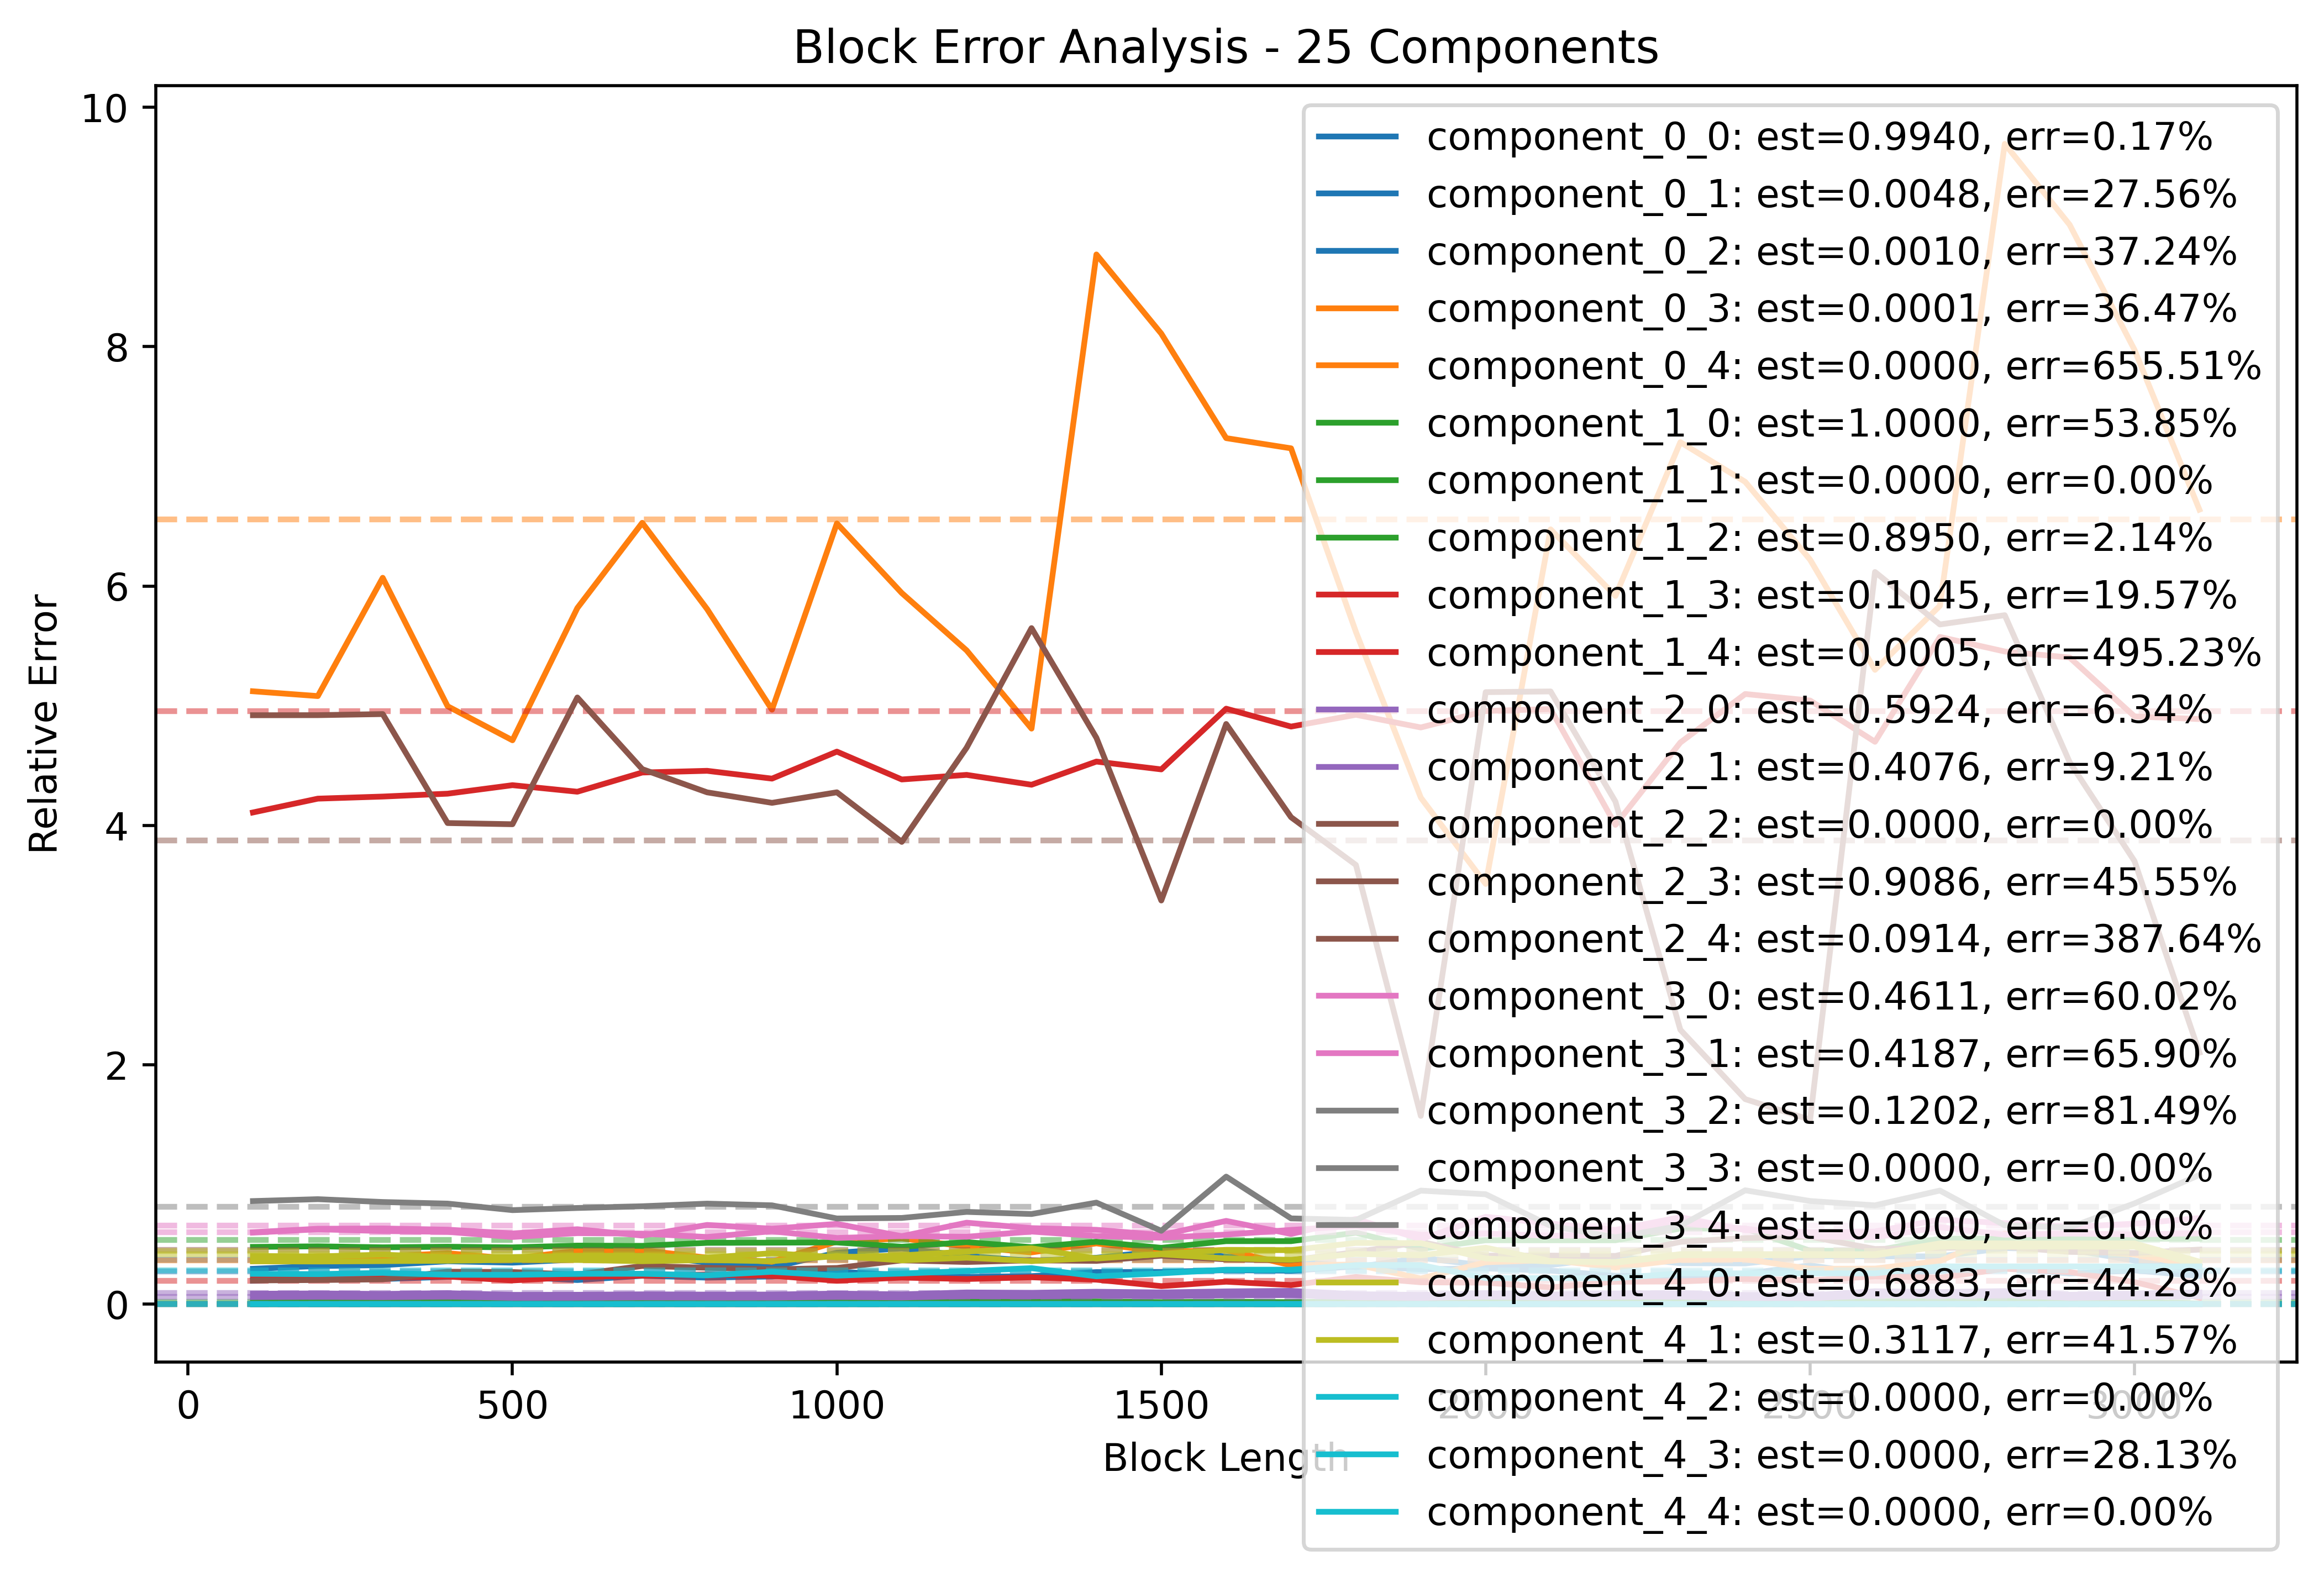 Block Error Analysis - 25 Components
10
8
6
4
2
0
Relative Error
component_0_0: est=0.9940, err=0.17%
component_0_1: est=0.0048, err=27.56%
component_0_2: est=0.0010, err=37.24%
component_0_3: est=0.0001, err=36.47%
component_0_4: est=0.0000, err=655.51%
component_1_0: est=1.0000, err=53.85%
component_1_1: est=0.0000, err=0.00%
component_1_2: est=0.8950, err=2.14%
component_1_3: est=0.1045, err=19.57%
component_1_4: est=0.0005, err=495.23%
component_2_0: est=0.5924, err=6.34%
component_2_1: est=0.4076, err=9.21%
component_2_2: est=0.0000, err=0.00%
component_2_3: est=0.9086, err=45.55%
component_2_4: est=0.0914, err=387.64%
component_3_0: est=0.4611, err=60.02%
component_3_1: est=0.4187, err=65.90%
component_3_2: est=0.1202, err=81.49%
component_3_3: est=0.0000, err=0.00%
component_3_4: est=0.0000, err=0.00%
component_4_0: est=0.6883, err=44.28%
component_4_1: est=0.3117, err=41.57%
component_4_2: est=0.0000, err=0.00%
component_4_3: est=0.0000, err=28.13%
component_4_4: est=0.0000, err=0.00%
0 500 1000 1500 2000 2500 3000
Block Length